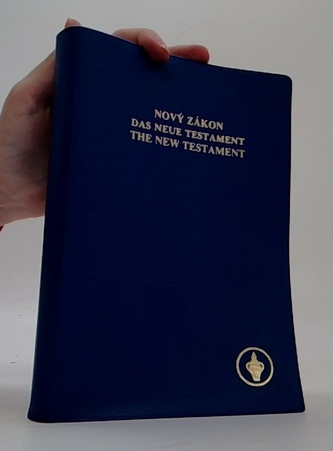 NOVÝ ZÁKON
DAS NEUE TESTAMENT
THE NEW TESTAMENT